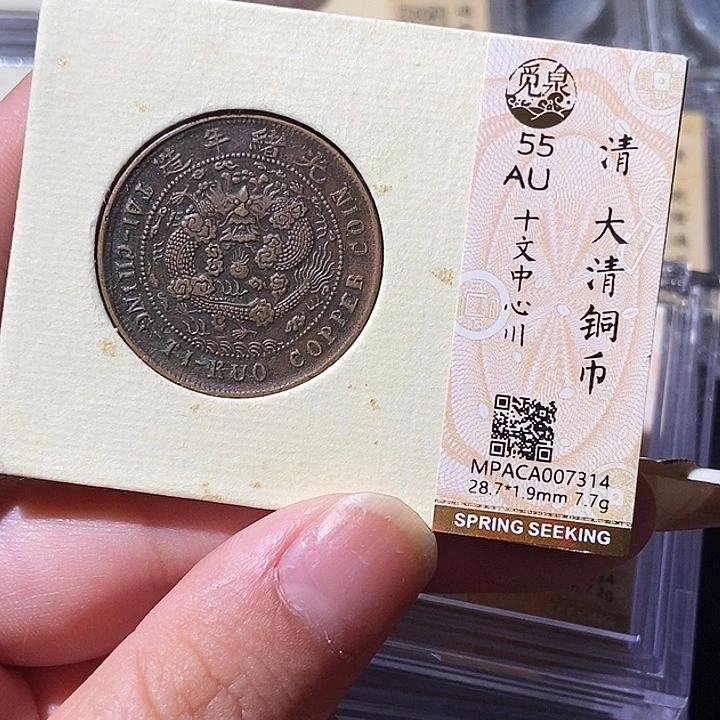 光緒年造
TAI-CHING TI-KUO COPPER COIN
觅泉
55
AU
清 大清铜币
十文中心川
MPACA007314
28.7*1.9mm 7.7g
SPRING SEEKING